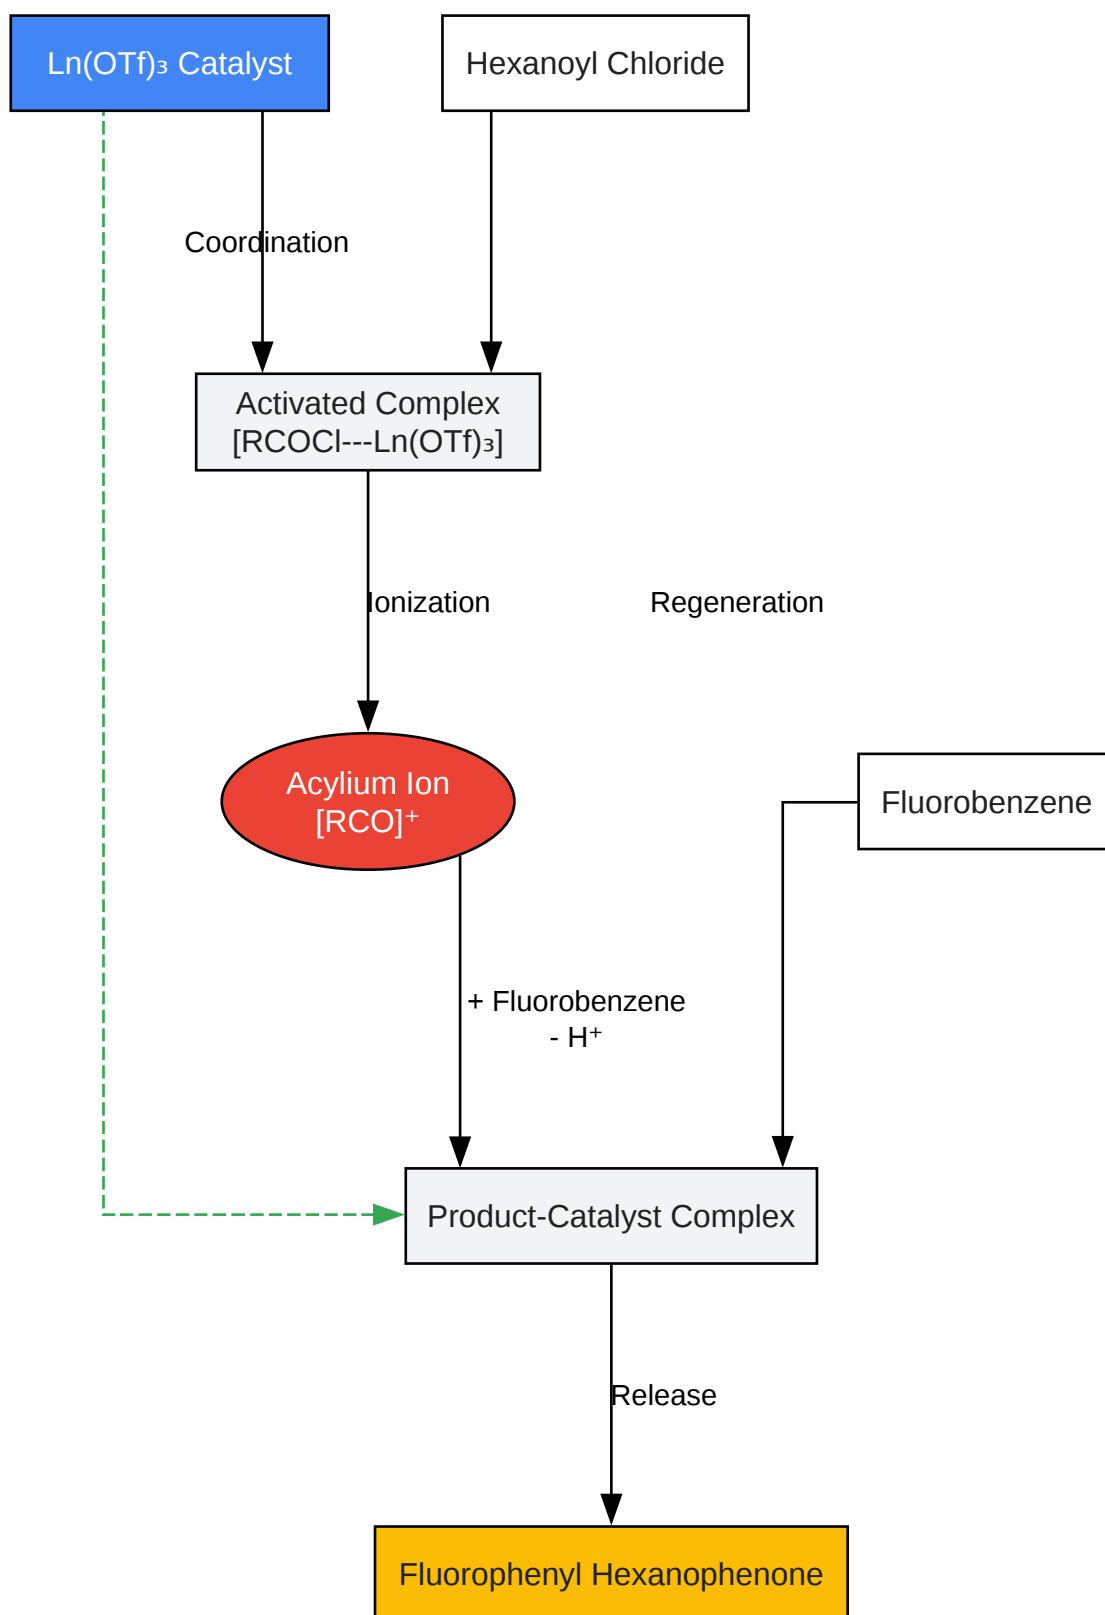 Ln(OTf)₃ Catalyst
Hexanoyl Chloride
Coordination
Activated Complex
[RCOCl---Ln(OTf)₃]
Ionization
Regeneration
Acylium Ion
[RCO]⁺
Fluorobenzene
+ Fluorobenzene
- H⁺
Product-Catalyst Complex
Release
Fluorophenyl Hexanophenone